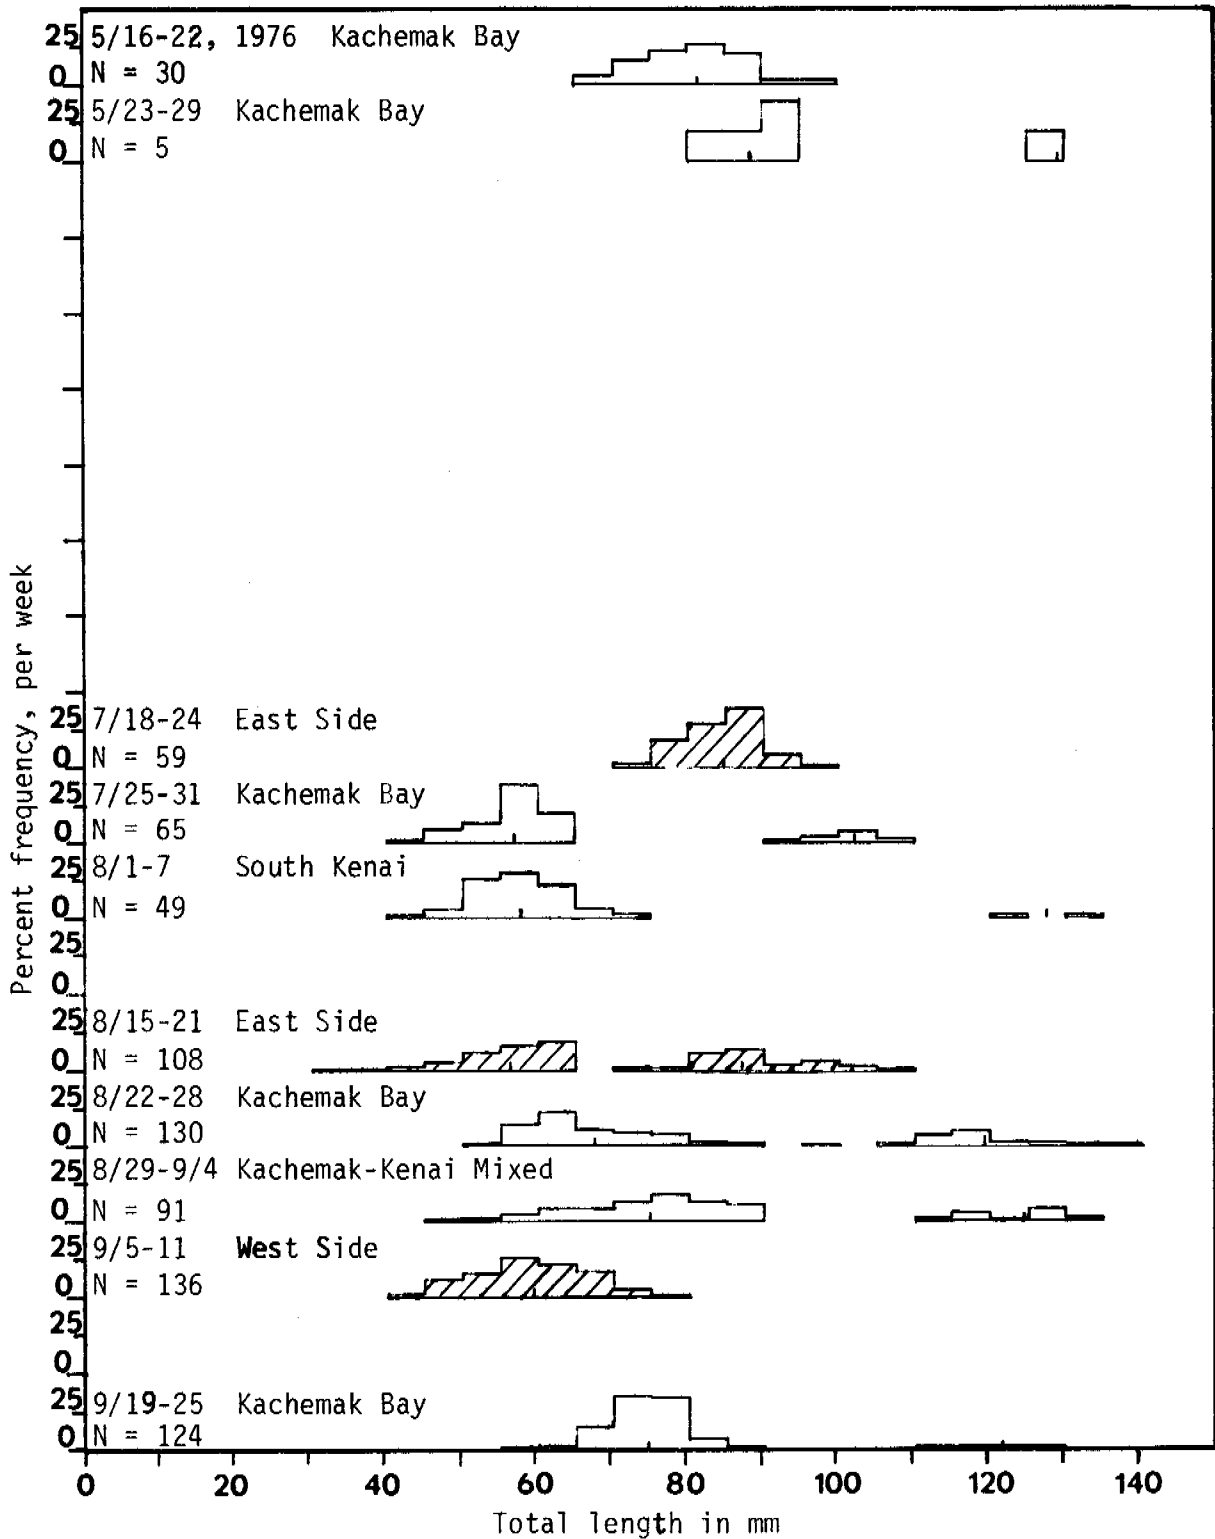 25 5/16-22, 1976 Kachemak Bay
0 N = 30
25 5/23-29 Kachemak Bay
0 N = 5
Percent frequency, per week
25 7/18-24 East Side
0 N = 59
25 7/25-31 Kachemak Bay
0 N = 65
25 8/1-7 South Kenai
0 N = 49
25
0
25 8/15-21 East Side
0 N = 108
25 8/22-28 Kachemak Bay
0 N = 130
25 8/29-9/4 Kachemak-Kenai Mixed
0 N = 91
25 9/5-11 West Side
0 N = 136
25
0
25 9/19-25 Kachemak Bay
0 N = 124
0 20 40 60 80 100 120 140
Total length in mm